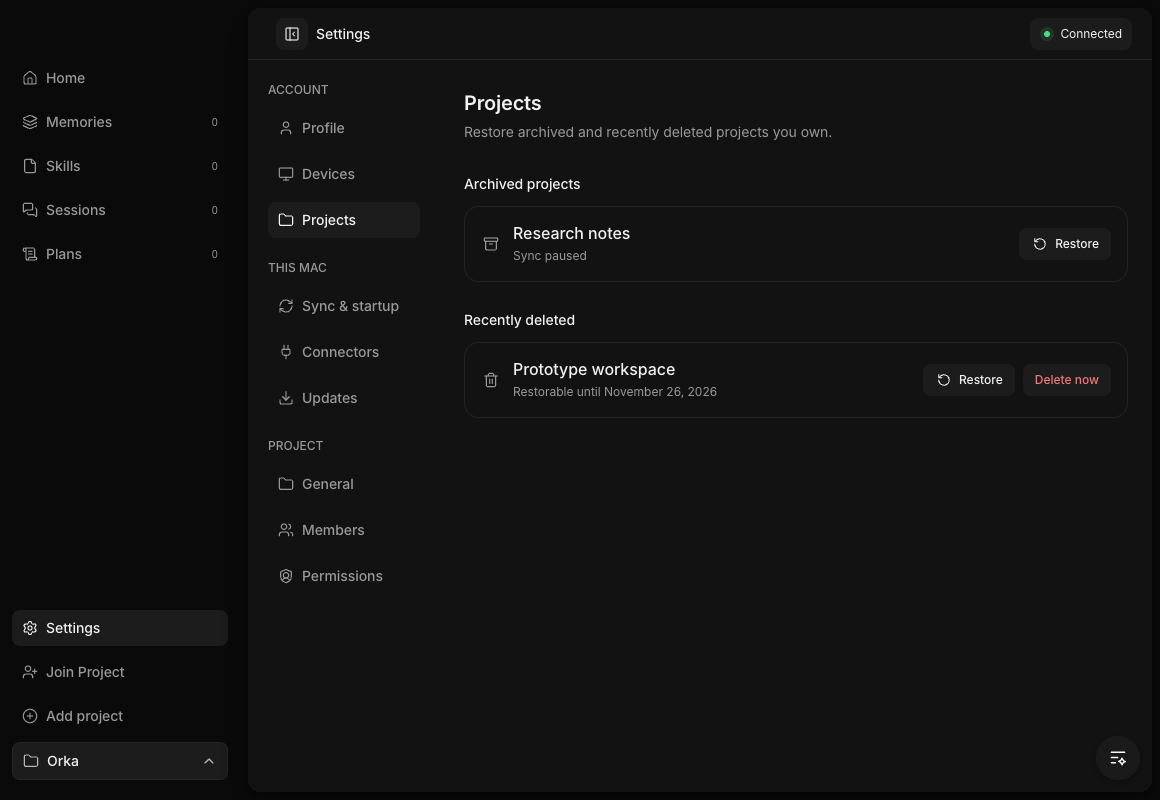 Settings
Connected
Home
Memories 0
Skills 0
Sessions 0
Plans 0
Settings
Join Project
Add project
Orka
ACCOUNT
Profile
Devices
Projects
THIS MAC
Sync & startup
Connectors
Updates
PROJECT
General
Members
Permissions
Projects
Restore archived and recently deleted projects you own.
Archived projects
Research notes
Sync paused
Restore
Recently deleted
Prototype workspace
Restorable until November 26, 2026
Restore
Delete now